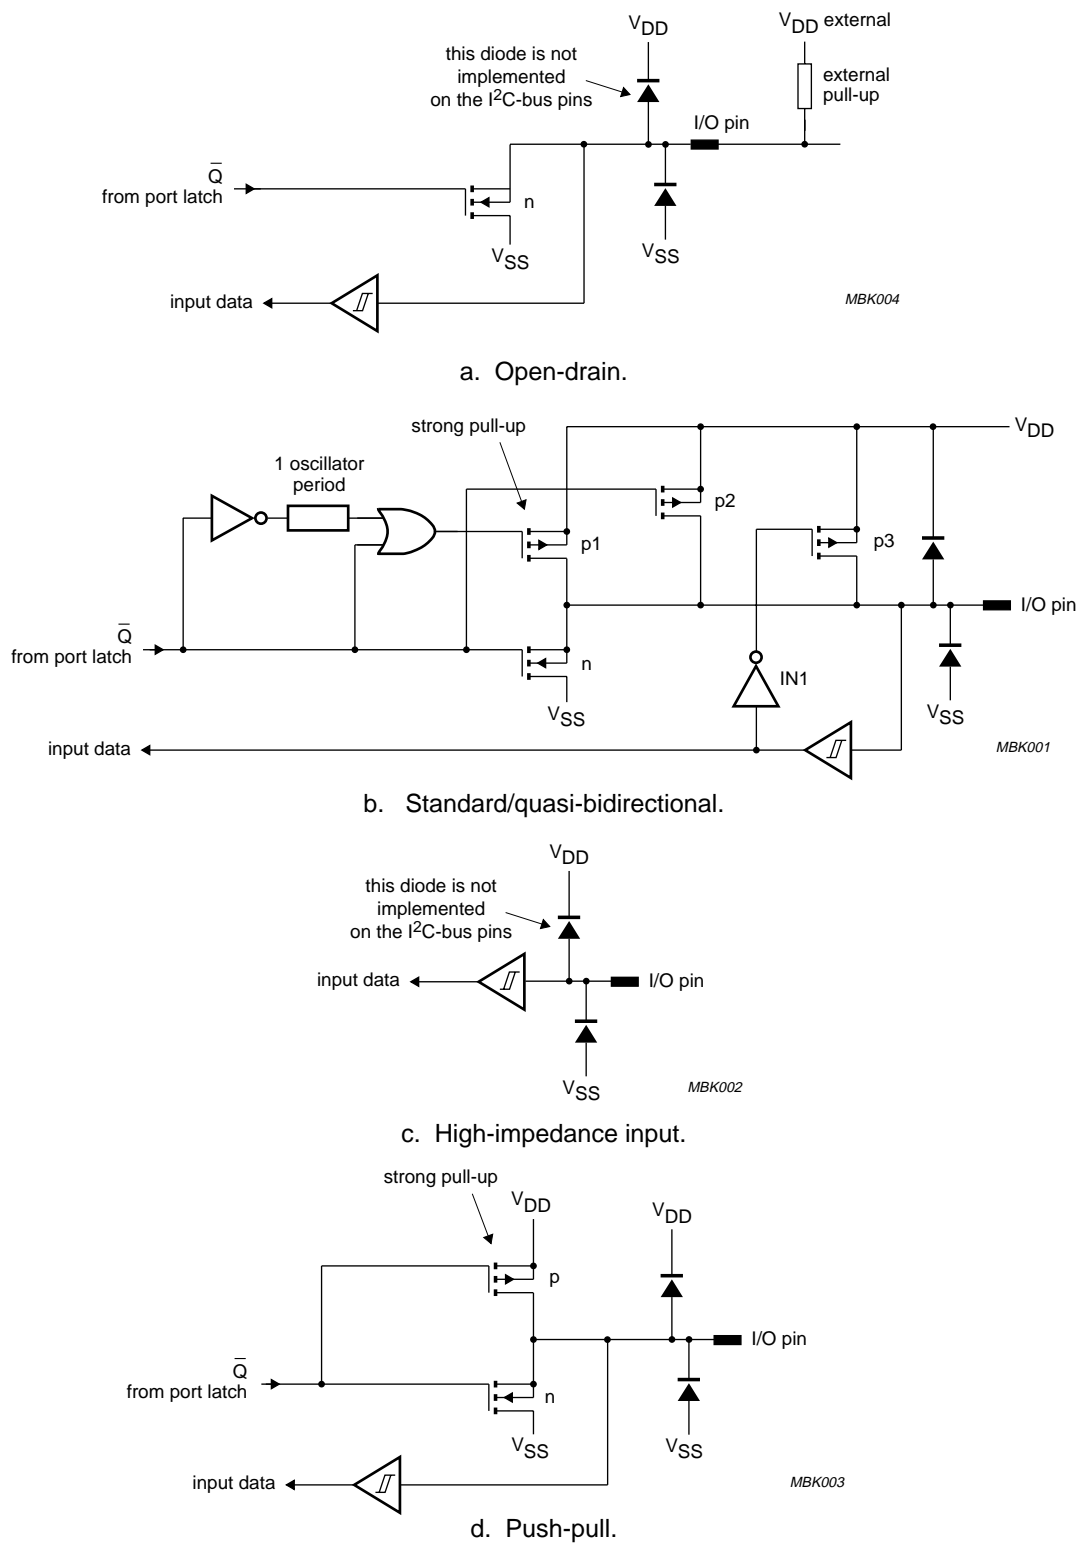 VDD
VDD external
this diode is not
implemented
on the I²C-bus pins
external
pull-up
I/O pin
Q̅
from port latch
n
VSS
VSS
input data
MBK004
a. Open-drain.
strong pull-up
VDD
1 oscillator
period
p2
p1
p3
I/O pin
Q̅
from port latch
n
IN1
VSS
VSS
input data
MBK001
b. Standard/quasi-bidirectional.
VDD
this diode is not
implemented
on the I²C-bus pins
input data
I/O pin
VSS
MBK002
c. High-impedance input.
strong pull-up
VDD
VDD
p
I/O pin
Q̅
from port latch
n
VSS
VSS
input data
MBK003
d. Push-pull.